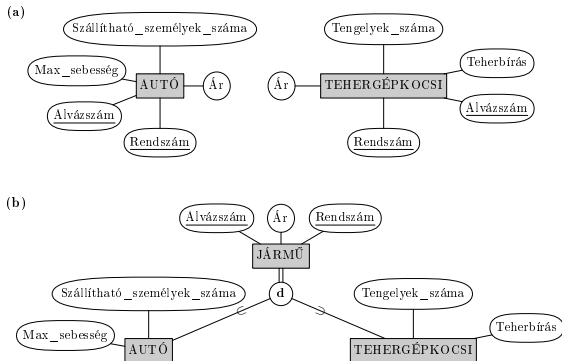 (a)
Szállítható_személyek_száma
Tengelyek_száma
Max_sebesség
Teherbírás
AUTÓ
Ár
Ár
TEHERGÉPKOCSI
Alvázszám
Alvázszám
Rendszám
Rendszám
(b)
Alvázszám
Ár
Rendszám
JÁRMŰ
Szállítható_személyek_száma
d
Tengelyek_száma
Max_sebesség
Teherbírás
AUTÓ
TEHERGÉPKOCSI